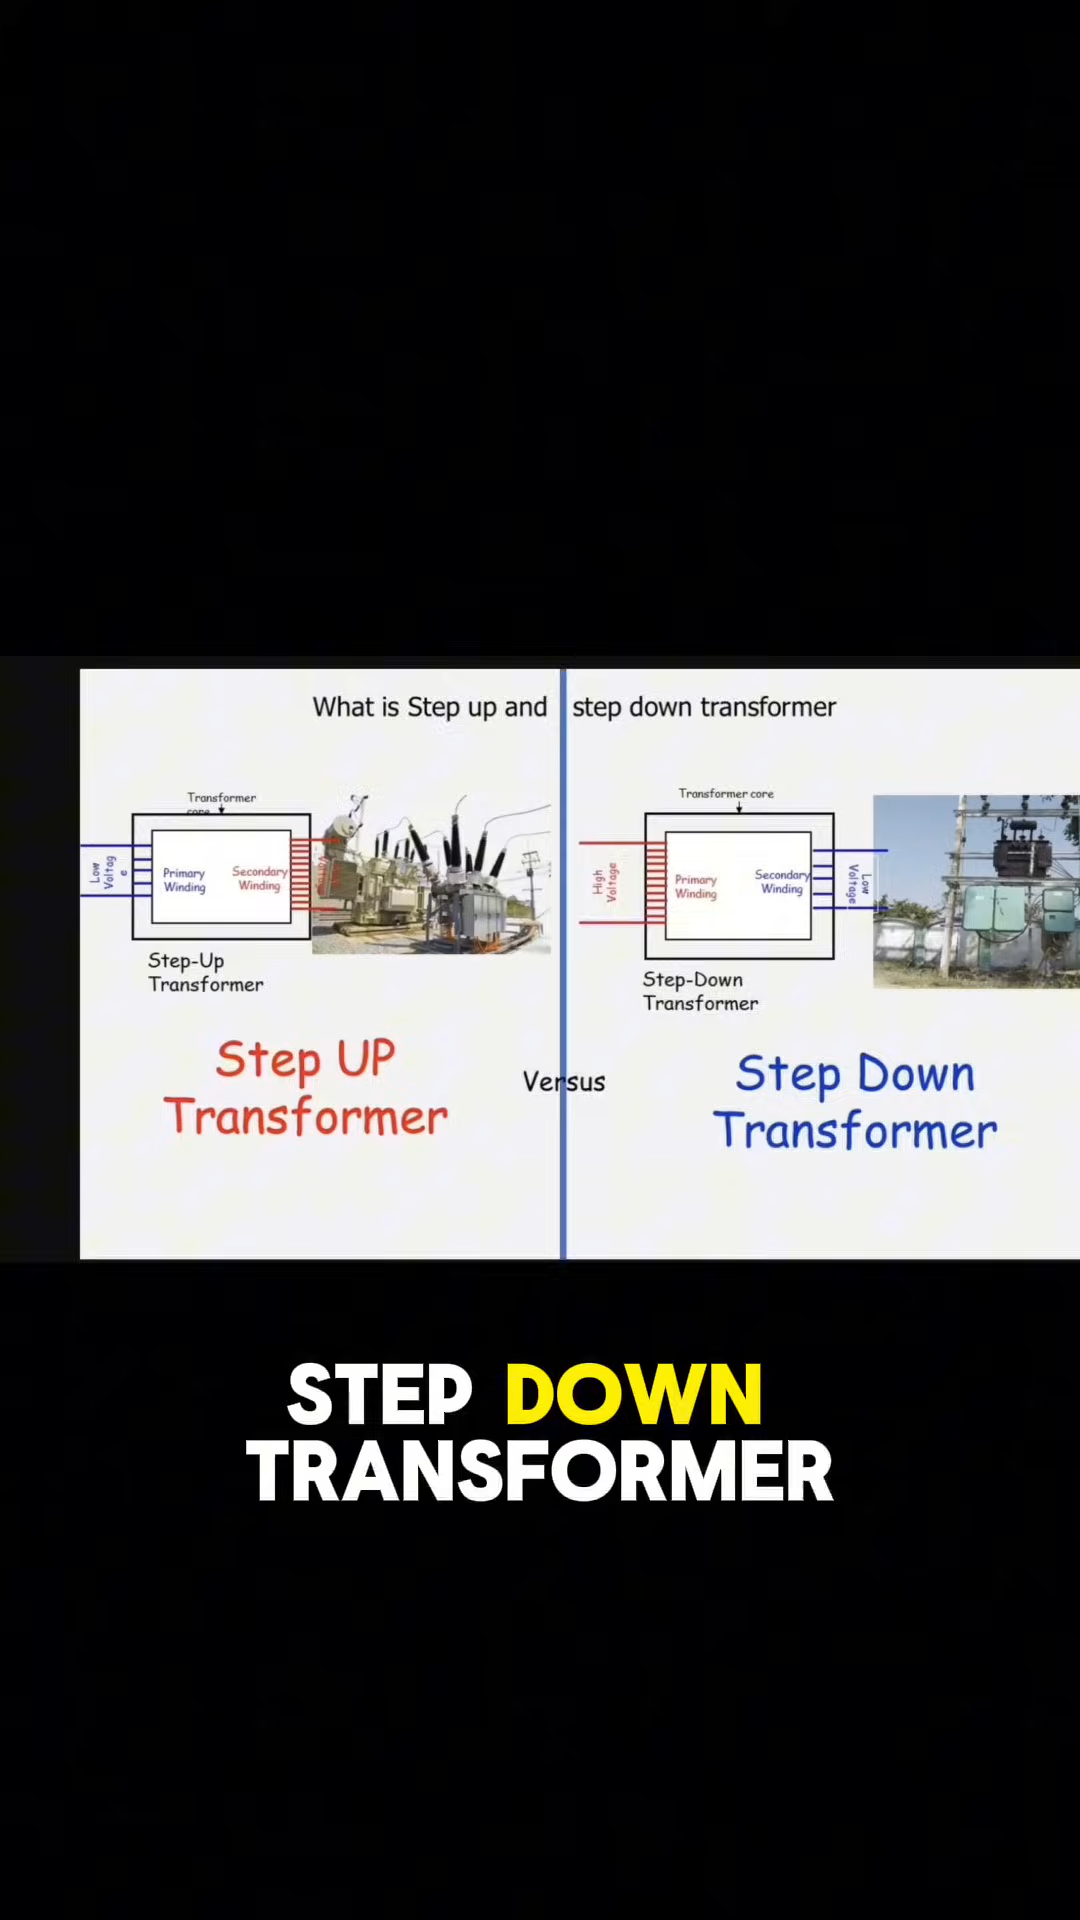 What is Step up and step down transformer
Transformer
core
Low
Voltag
e
Primary
Winding
Secondary
Winding
Step-Up
Transformer
Step UP
Transformer
Versus
Transformer core
High
Voltage
Primary
Winding
Secondary
Winding
Low
Voltage
Step-Down
Transformer
Step Down
Transformer
STEP DOWN
TRANSFORMER